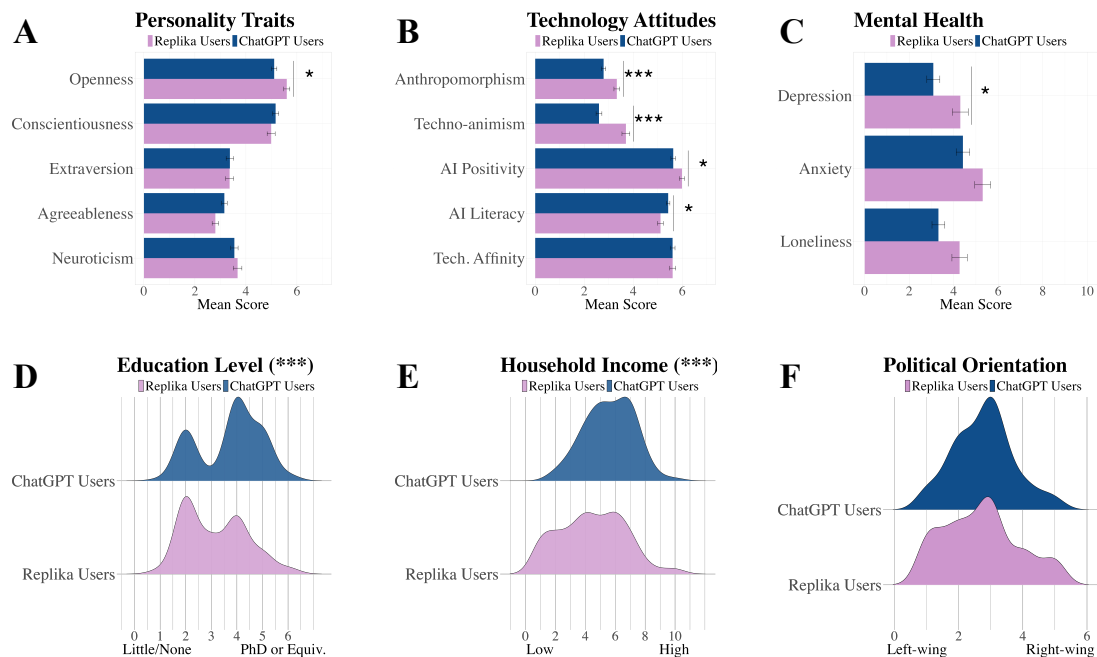 A
Personality Traits
Replika Users ChatGPT Users
Openness
*
Conscientiousness
Extraversion
Agreeableness
Neuroticism
0 2 4 6
Mean Score
B
Technology Attitudes
Replika Users ChatGPT Users
Anthropomorphism
***
Techno-animism
***
AI Positivity
*
AI Literacy
*
Tech. Affinity
0 2 4 6
Mean Score
C
Mental Health
Replika Users ChatGPT Users
Depression
*
Anxiety
Loneliness
0 2 4 6 8 10
Mean Score
D
Education Level (***)
Replika Users ChatGPT Users
ChatGPT Users
Replika Users
0 1 2 3 4 5 6 7
Little/None PhD or Equiv.
E
Household Income (***)
Replika Users ChatGPT Users
ChatGPT Users
Replika Users
0 2 4 6 8 10
Low High
F
Political Orientation
Replika Users ChatGPT Users
ChatGPT Users
Replika Users
0 2 4 6
Left-wing Right-wing